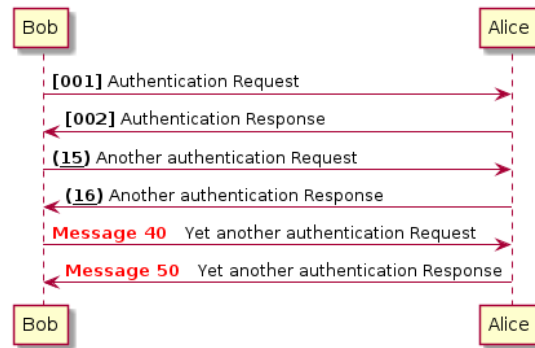 Bob Alice
[001] Authentication Request
[002] Authentication Response
(15) Another authentication Request
(16) Another authentication Response
Message 40 Yet another authentication Request
Message 50 Yet another authentication Response
Bob Alice